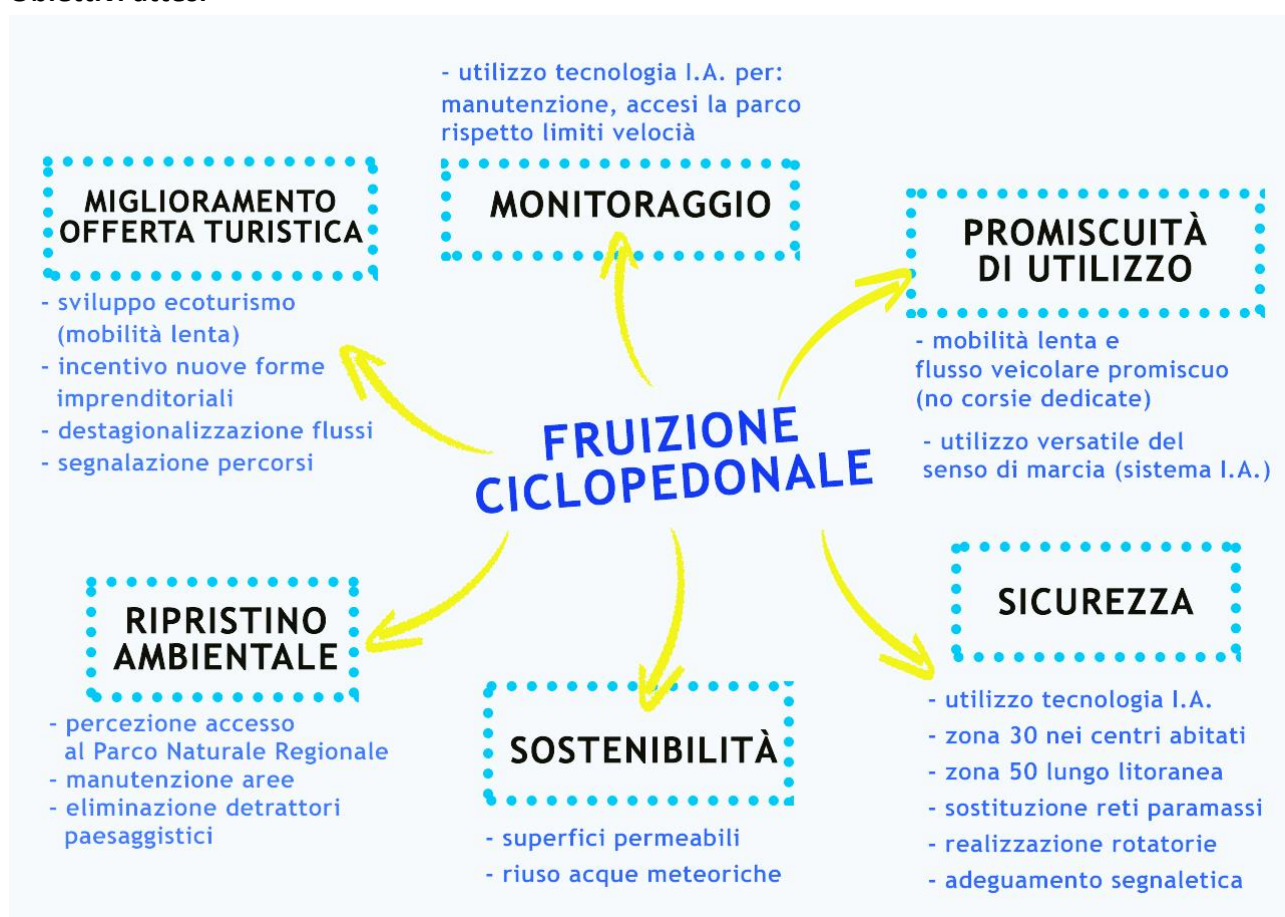 - utilizzo tecnologia I.A. per:
manutenzione, accesi la parco
rispetto limiti velocià
MONITORAGGIO
MIGLIORAMENTO
OFFERTA TURISTICA
- sviluppo ecoturismo
(mobilità lenta)
- incentivo nuove forme
imprenditoriali
- destagionalizzazione flussi
- segnalazione percorsi
PROMISCUITÀ
DI UTILIZZO
- mobilità lenta e
flusso veicolare promiscuo
(no corsie dedicate)
- utilizzo versatile del
senso di marcia (sistema I.A.)
FRUIZIONE
CICLOPEDONALE
RIPRISTINO
AMBIENTALE
- percezione accesso
al Parco Naturale Regionale
- manutenzione aree
- eliminazione detrattori
paesaggistici
SOSTENIBILITÀ
- superfici permeabili
- riuso acque meteoriche
SICUREZZA
- utilizzo tecnologia I.A.
- zona 30 nei centri abitati
- zona 50 lungo litoranea
- sostituzione reti paramassi
- realizzazione rotatorie
- adeguamento segnaletica